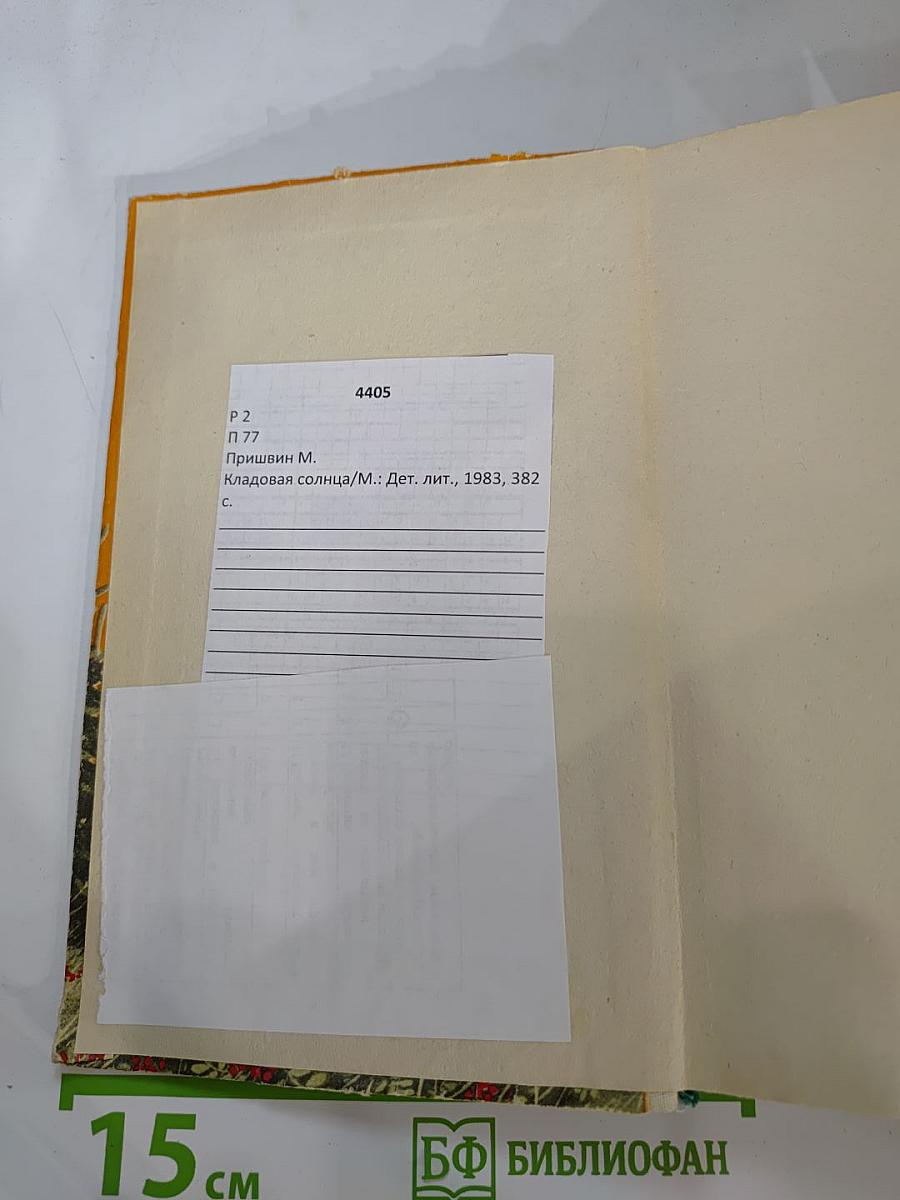 4405
Р 2
П 77
Пришвин М.
Кладовая солнца/М.: Дет. лит., 1983, 382
с.
15 см
БФ БИБЛИОФАН